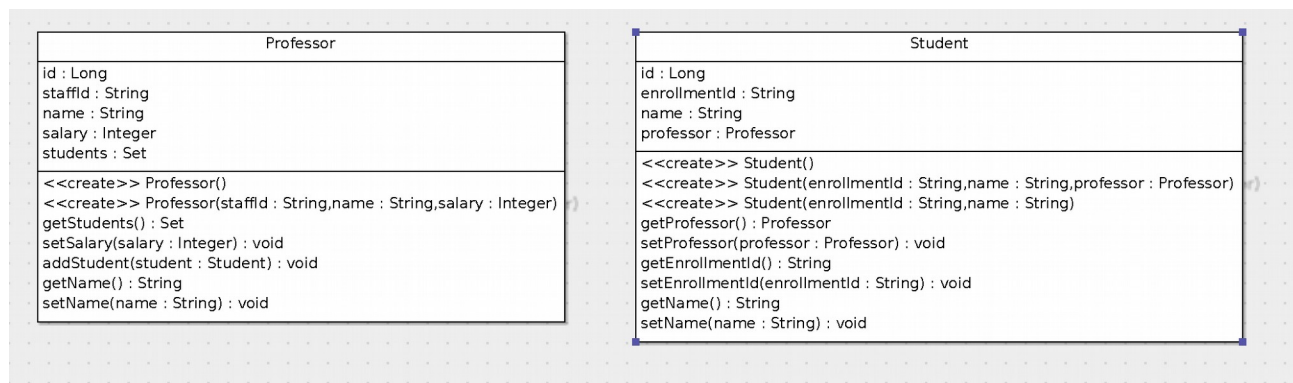 Professor
id : Long
staffId : String
name : String
salary : Integer
students : Set
<<create>> Professor()
<<create>> Professor(staffId : String,name : String,salary : Integer)
getStudents() : Set
setSalary(salary : Integer) : void
addStudent(student : Student) : void
getName() : String
setName(name : String) : void
Student
id : Long
enrollmentId : String
name : String
professor : Professor
<<create>> Student()
<<create>> Student(enrollmentId : String,name : String,professor : Professor)
<<create>> Student(enrollmentId : String,name : String)
getProfessor() : Professor
setProfessor(professor : Professor) : void
getEnrollmentId() : String
setEnrollmentId(enrollmentId : String) : void
getName() : String
setName(name : String) : void